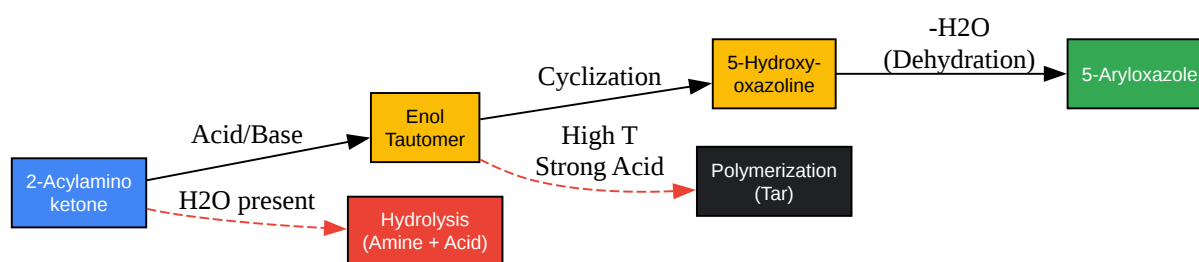 2-Acylamino
ketone
Acid/Base
H2O present
Enol
Tautomer
Hydrolysis
(Amine + Acid)
Cyclization
High T
Strong Acid
5-Hydroxy-
oxazoline
Polymerization
(Tar)
-H2O
(Dehydration)
5-Aryloxazole